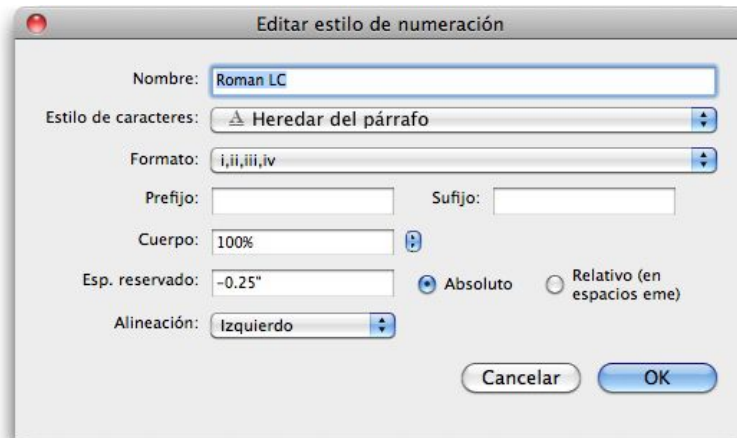 Editar estilo de numeración
Nombre: Roman LC
Estilo de caracteres: A Heredar del párrafo
Formato: i,ii,iii,iv
Prefijo: Sufijo:
Cuerpo: 100%
Esp. reservado: -0.25" Absoluto Relativo (en
espacios eme)
Alineación: Izquierdo
Cancelar OK